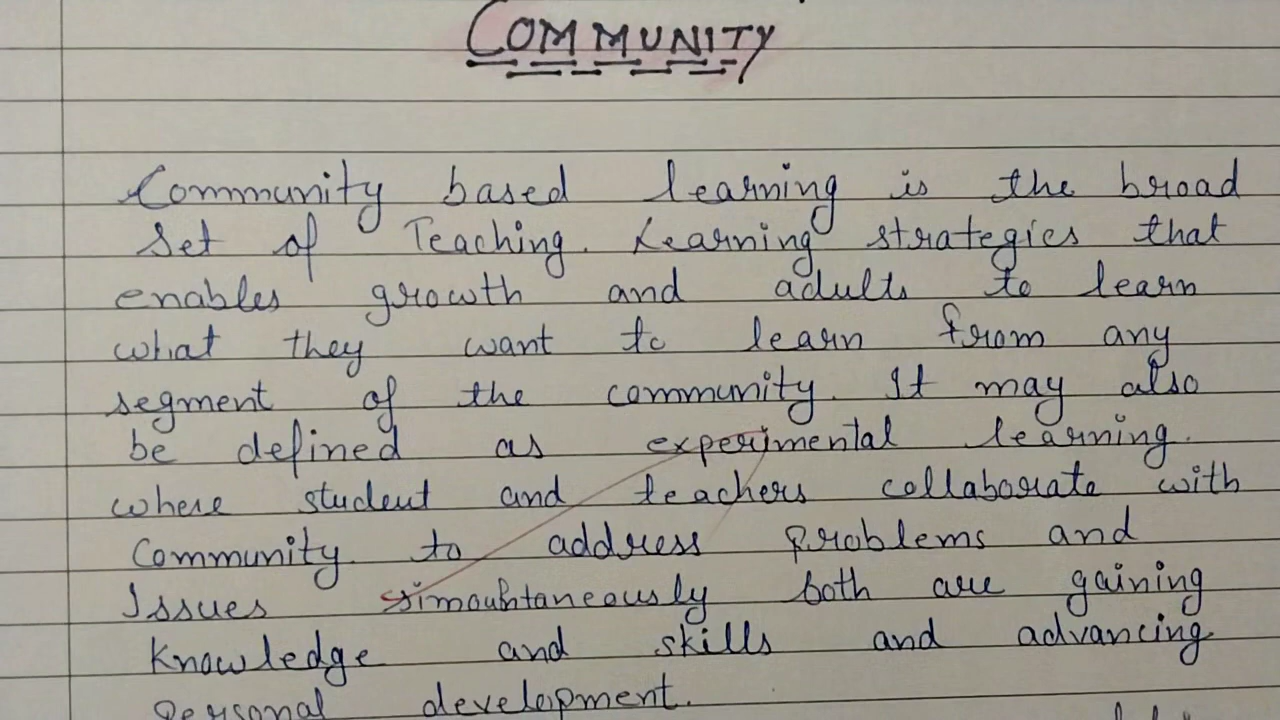 COMMUNITY
Community based learning is the broad
set of Teaching. Learning strategies that
enables growth and adults to learn
what they want to learn from any
segment of the community. It may also
be defined as experimental learning.
where student and teachers collaborate with
Community to address problems and
Issues simountaneously both are gaining
knowledge and skills and advancing
personal development.